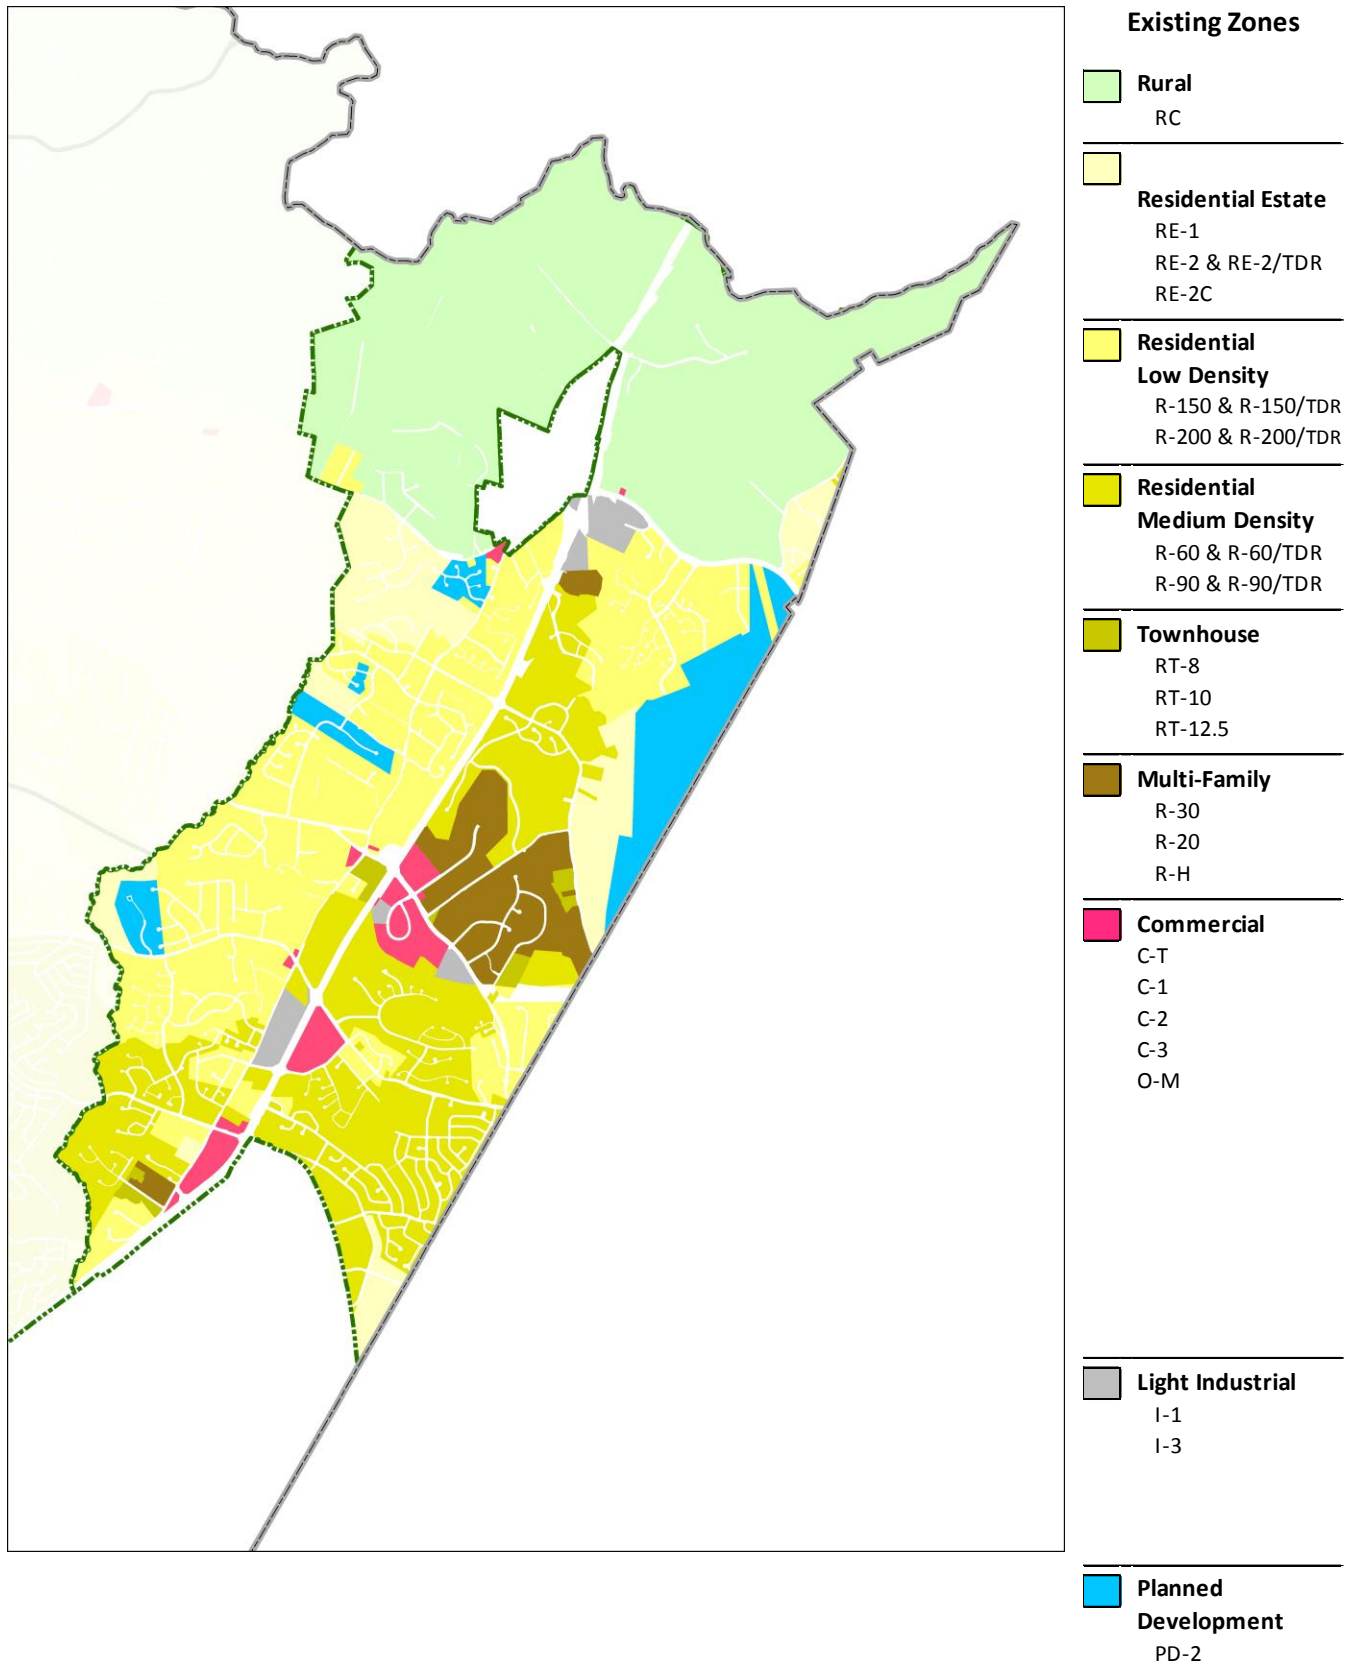 Existing Zones
Rural
RC
Residential Estate
RE-1
RE-2 & RE-2/TDR
RE-2C
Residential
Low Density
R-150 & R-150/TDR
R-200 & R-200/TDR
Residential
Medium Density
R-60 & R-60/TDR
R-90 & R-90/TDR
Townhouse
RT-8
RT-10
RT-12.5
Multi-Family
R-30
R-20
R-H
Commercial
C-T
C-1
C-2
C-3
O-M
Light Industrial
I-1
I-3
Planned
Development
PD-2